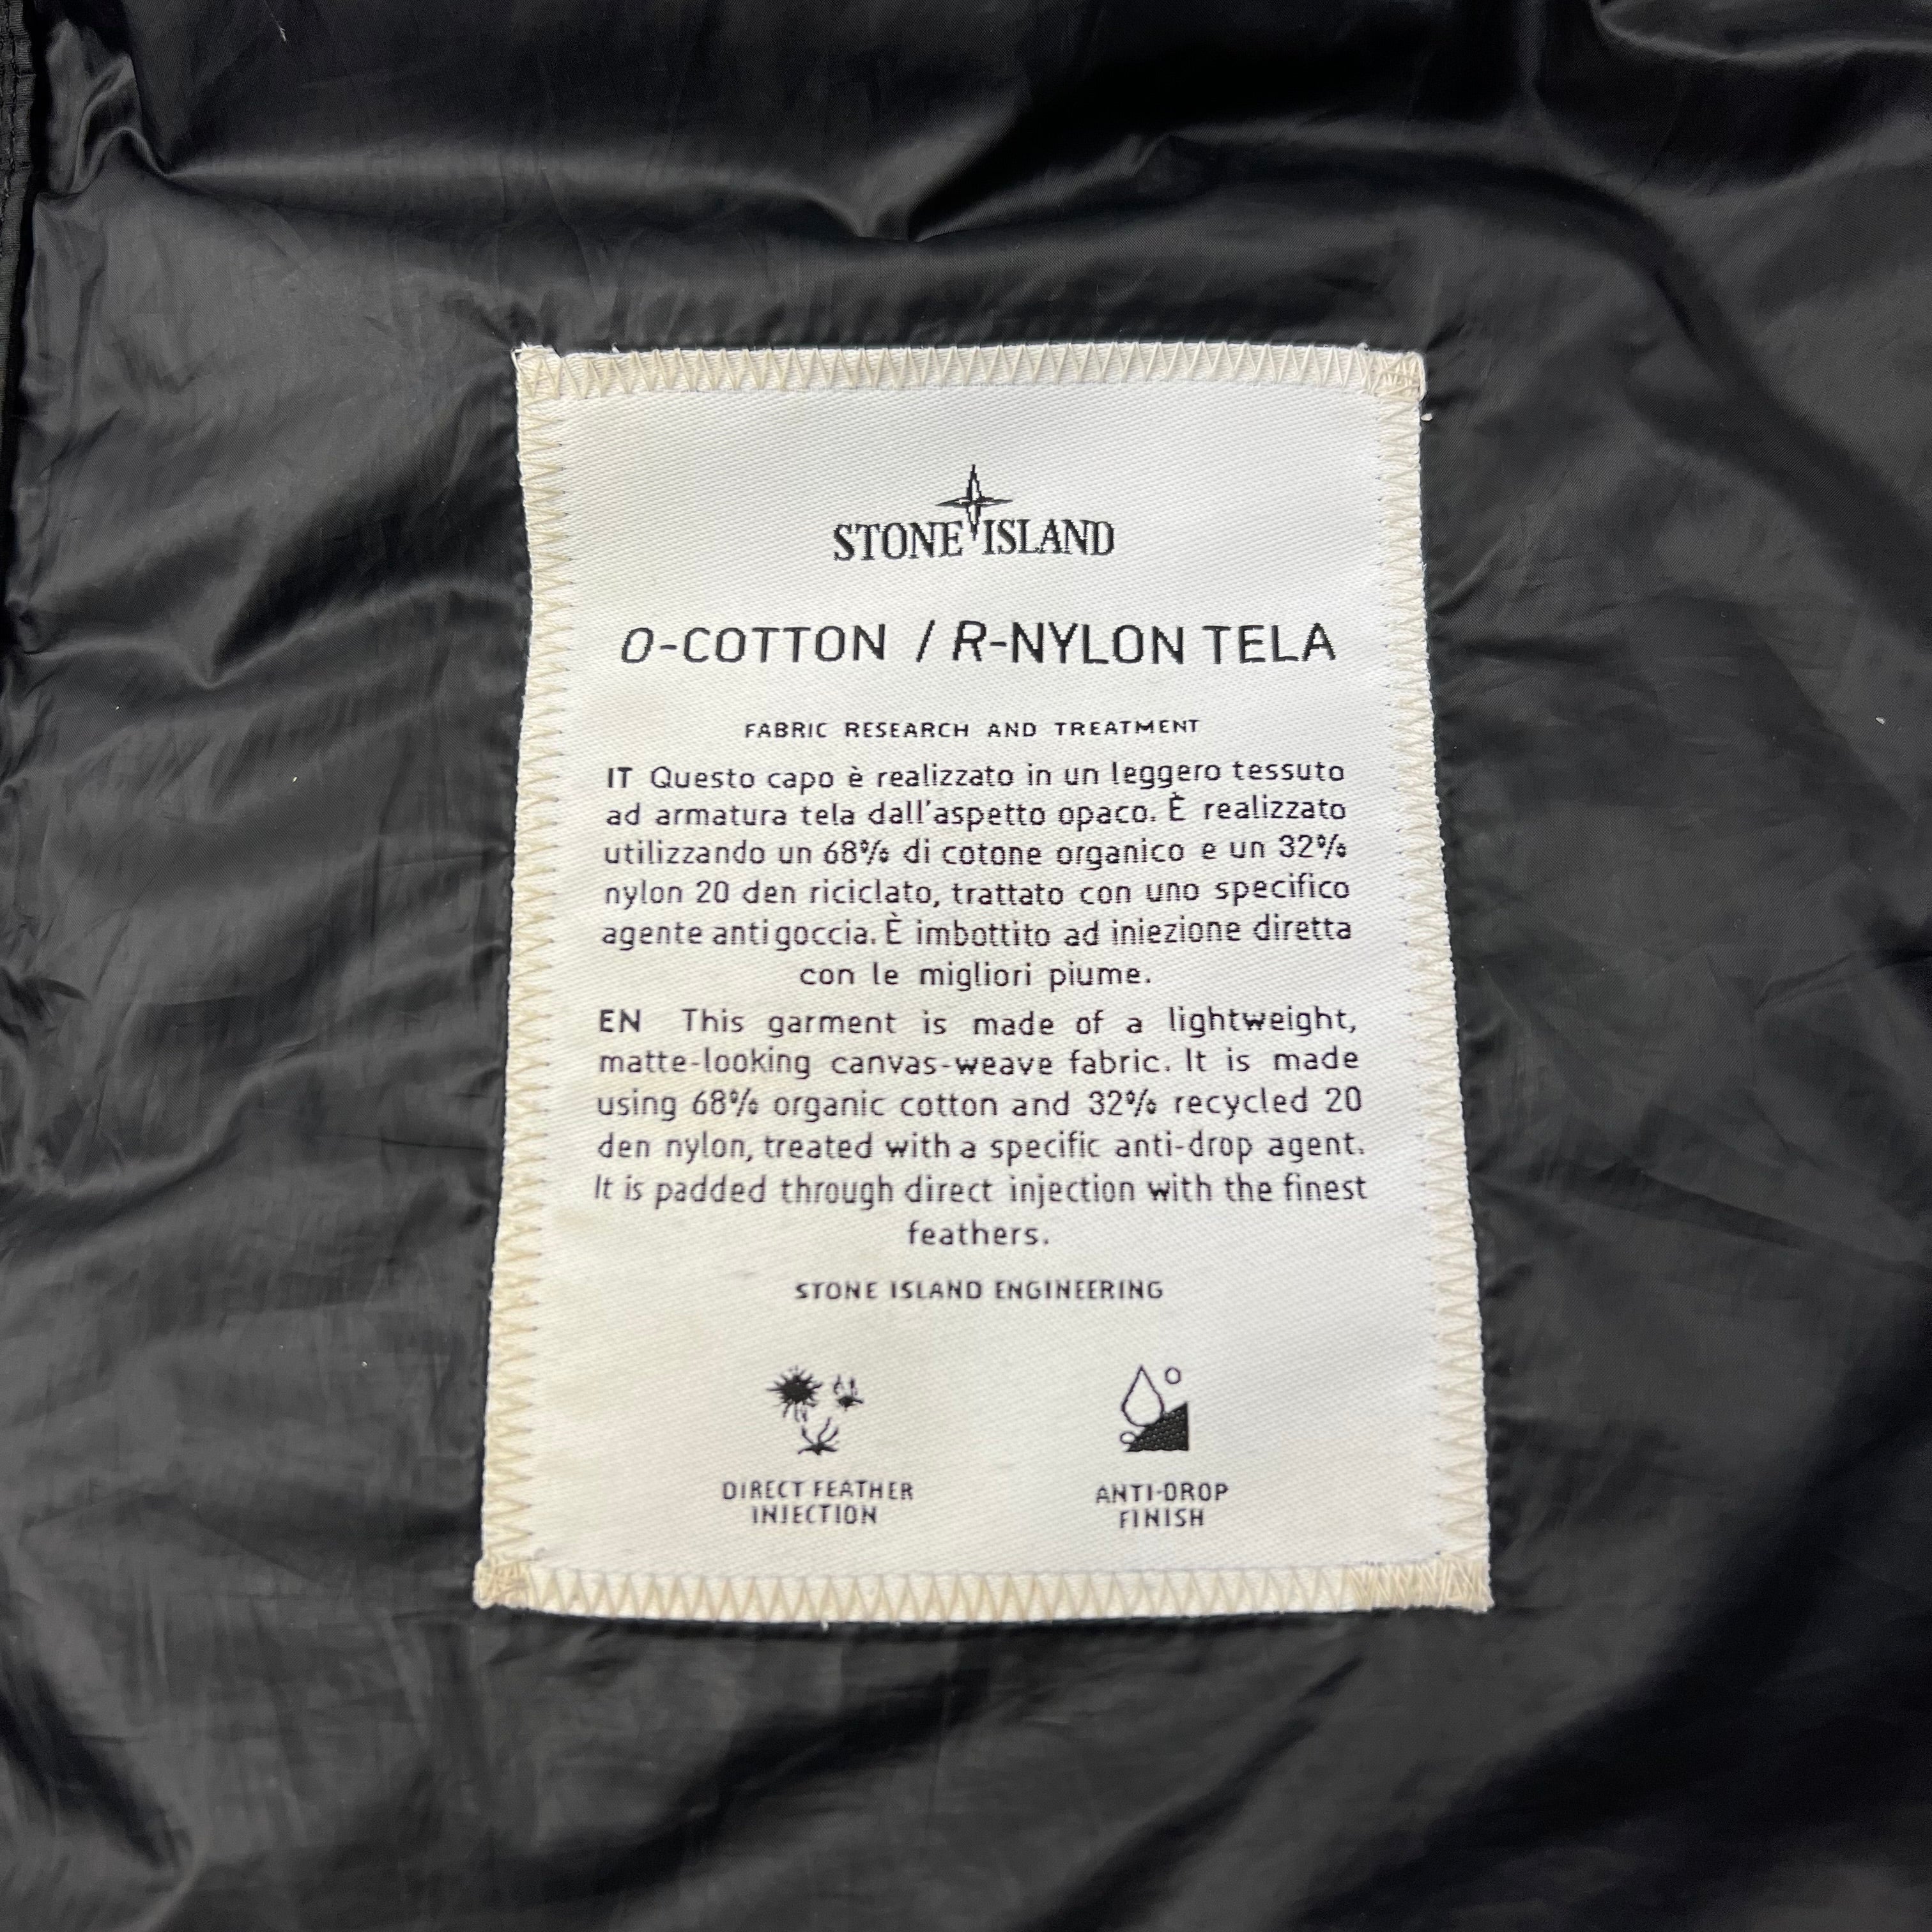 STONE ISLAND
O-COTTON / R-NYLON TELA
FABRIC RESEARCH AND TREATMENT
IT Questo capo è realizzato in un leggero tessuto
ad armatura tela dall'aspetto opaco. È realizzato
utilizzando un 68% di cotone organico e un 32%
nylon 20 den riciclato, trattato con uno specifico
agente antigoccia. È imbottito ad iniezione diretta
con le migliori piume.
EN This garment is made of a lightweight,
matte-looking canvas-weave fabric. It is made
using 68% organic cotton and 32% recycled 20
den nylon, treated with a specific anti-drop agent.
It is padded through direct injection with the finest
feathers.
STONE ISLAND ENGINEERING
DIRECT FEATHER
INJECTION
ANTI-DROP
FINISH